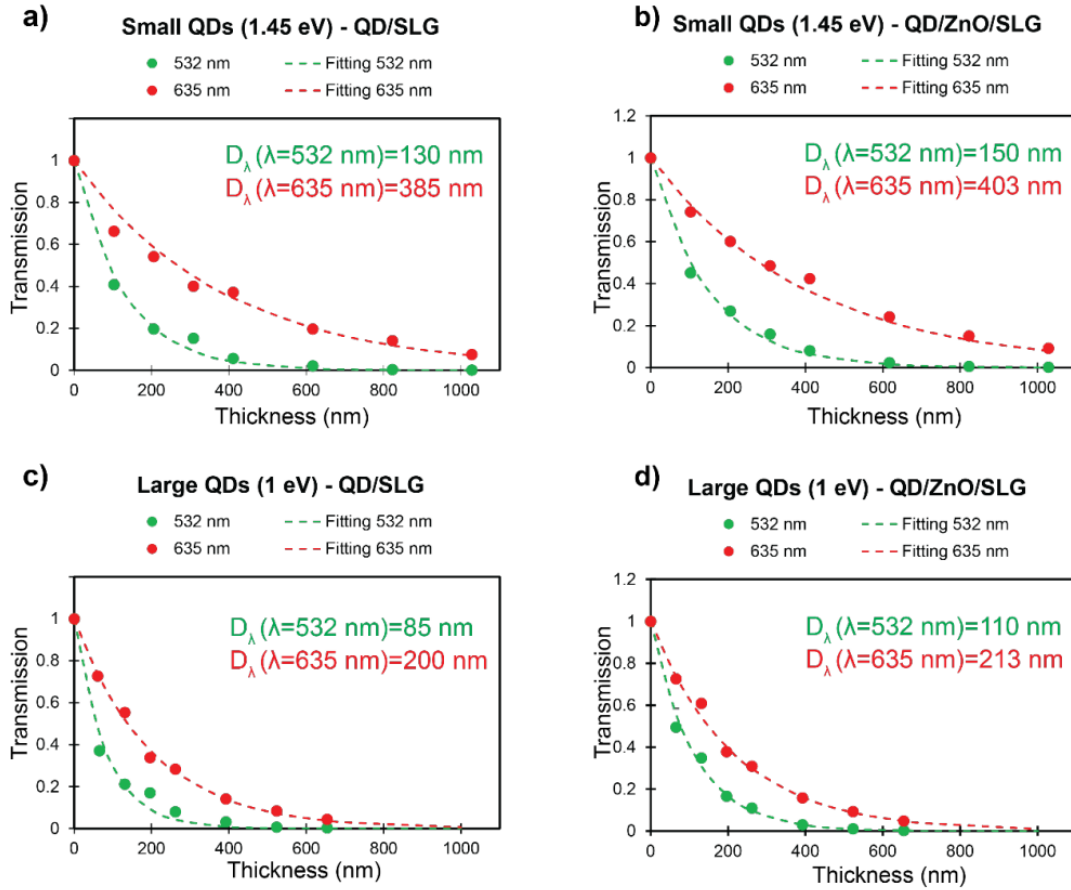 a)
Small QDs (1.45 eV) - QD/SLG
532 nm
Fitting 532 nm
635 nm
Fitting 635 nm
Dλ (λ=532 nm)=130 nm
Dλ (λ=635 nm)=385 nm
1
0.8
0.6
0.4
0.2
0
Transmission
0 200 400 600 800 1000
Thickness (nm)
b)
Small QDs (1.45 eV) - QD/ZnO/SLG
532 nm
Fitting 532 nm
635 nm
Fitting 635 nm
Dλ (λ=532 nm)=150 nm
Dλ (λ=635 nm)=403 nm
1.2
1
0.8
0.6
0.4
0.2
0
Transmission
0 200 400 600 800 1000
Thickness (nm)
c)
Large QDs (1 eV) - QD/SLG
532 nm
Fitting 532 nm
635 nm
Fitting 635 nm
Dλ (λ=532 nm)=85 nm
Dλ (λ=635 nm)=200 nm
1
0.8
0.6
0.4
0.2
0
Transmission
0 200 400 600 800 1000
Thickness (nm)
d)
Large QDs (1 eV) - QD/ZnO/SLG
532 nm
Fitting 532 nm
635 nm
Fitting 635 nm
Dλ (λ=532 nm)=110 nm
Dλ (λ=635 nm)=213 nm
1.2
1
0.8
0.6
0.4
0.2
0
Transmission
0 200 400 600 800 1000
Thickness (nm)